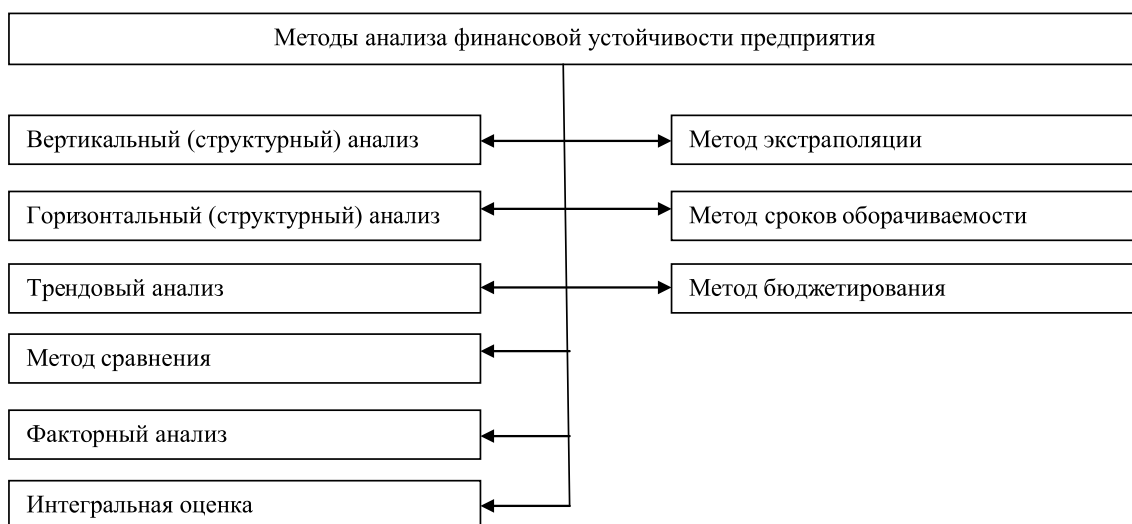 Методы анализа финансовой устойчивости предприятия
Вертикальный (структурный) анализ
Метод экстраполяции
Горизонтальный (структурный) анализ
Метод сроков оборачиваемости
Трендовый анализ
Метод бюджетирования
Метод сравнения
Факторный анализ
Интегральная оценка